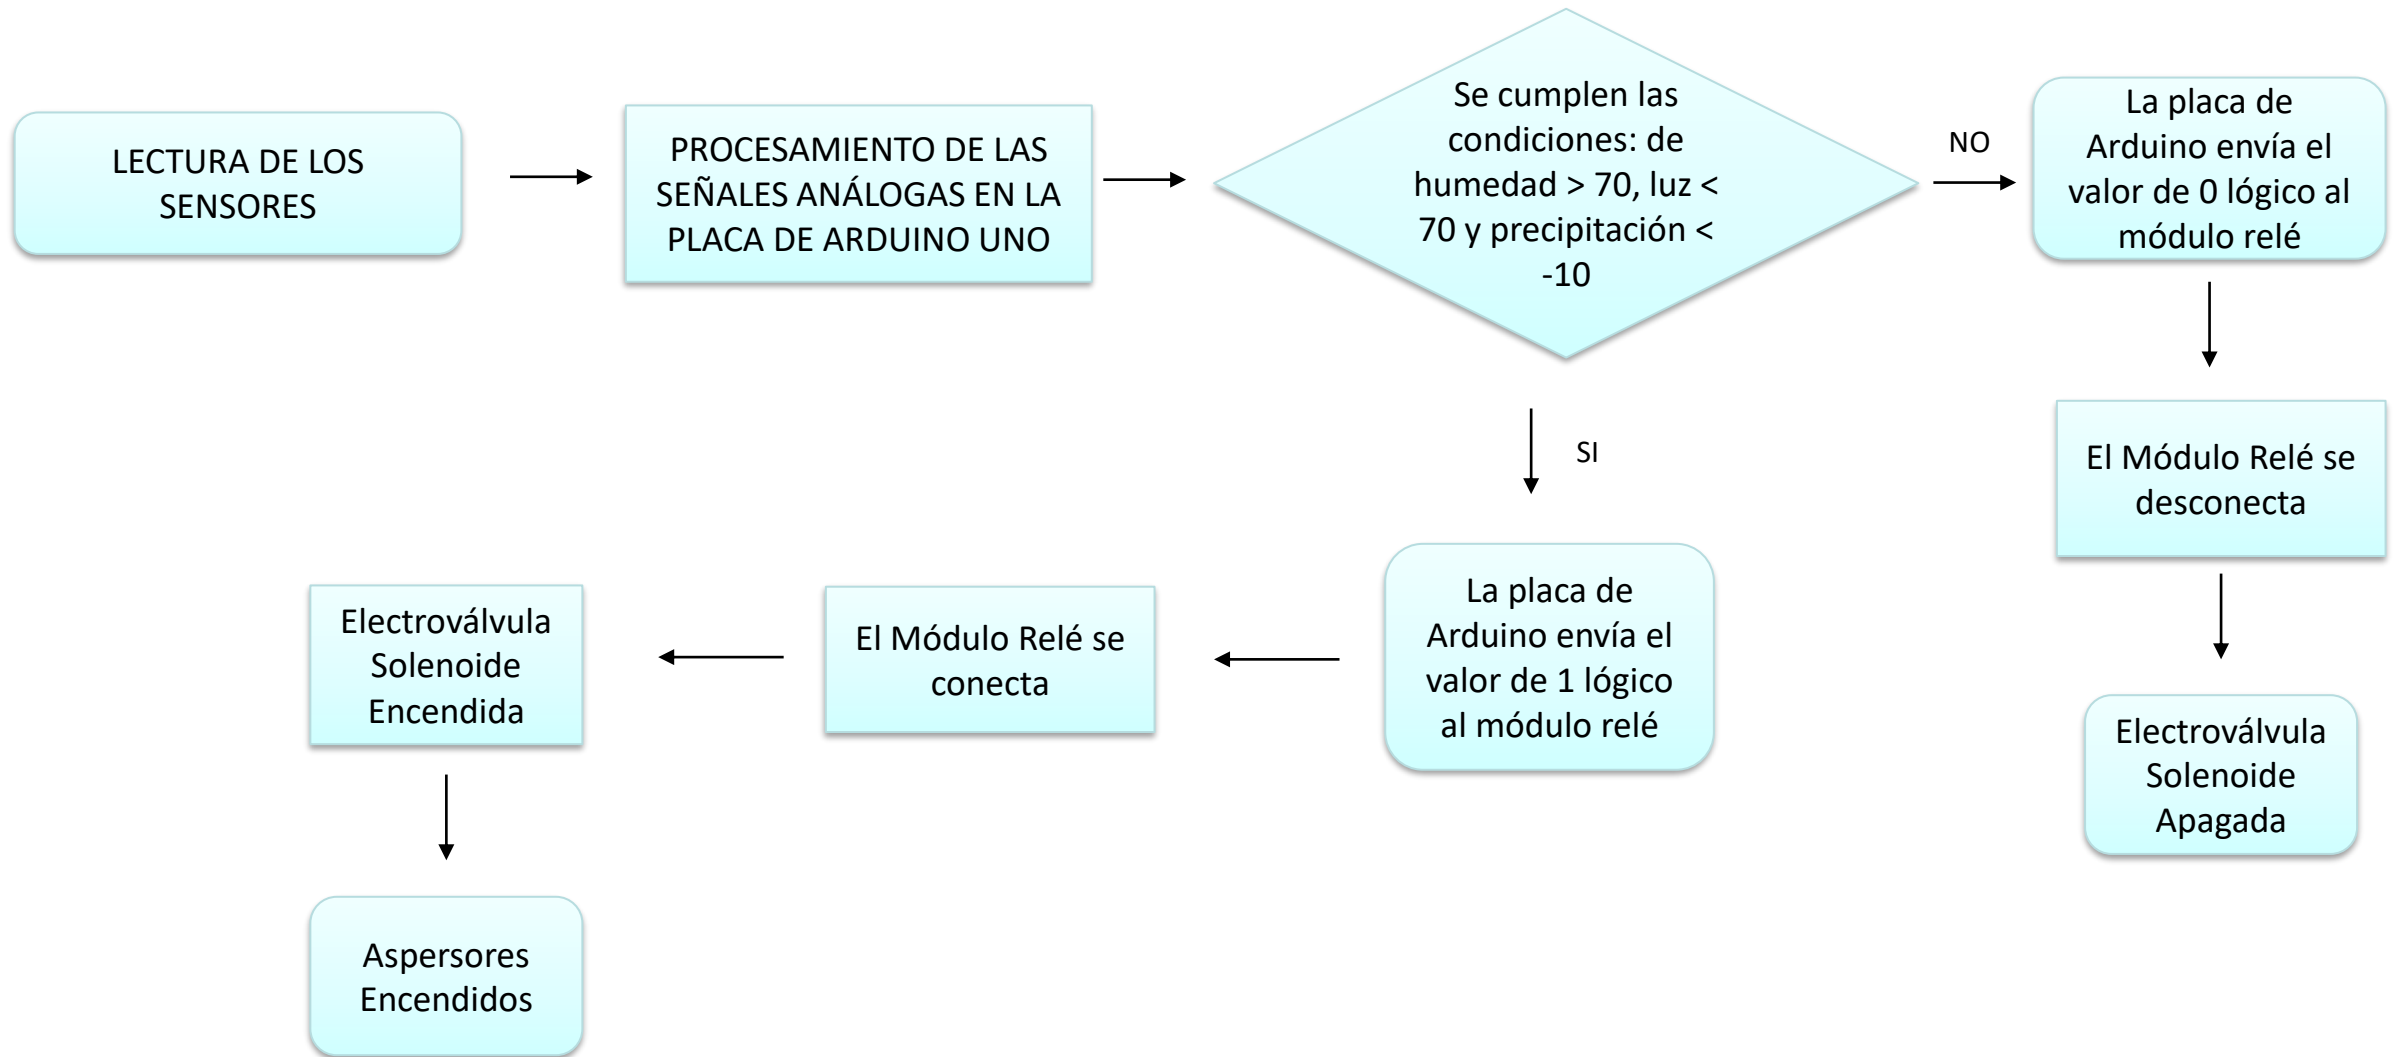 LECTURA DE LOS
SENSORES
PROCESAMIENTO DE LAS
SEÑALES ANÁLOGAS EN LA
PLACA DE ARDUINO UNO
Se cumplen las
condiciones: de
humedad > 70, luz <
70 y precipitación <
-10
NO
La placa de
Arduino envía el
valor de 0 lógico al
módulo relé
El Módulo Relé se
desconecta
Electroválvula
Solenoide
Apagada
SI
La placa de
Arduino envía el
valor de 1 lógico
al módulo relé
El Módulo Relé se
conecta
Electroválvula
Solenoide
Encendida
Aspersores
Encendidos